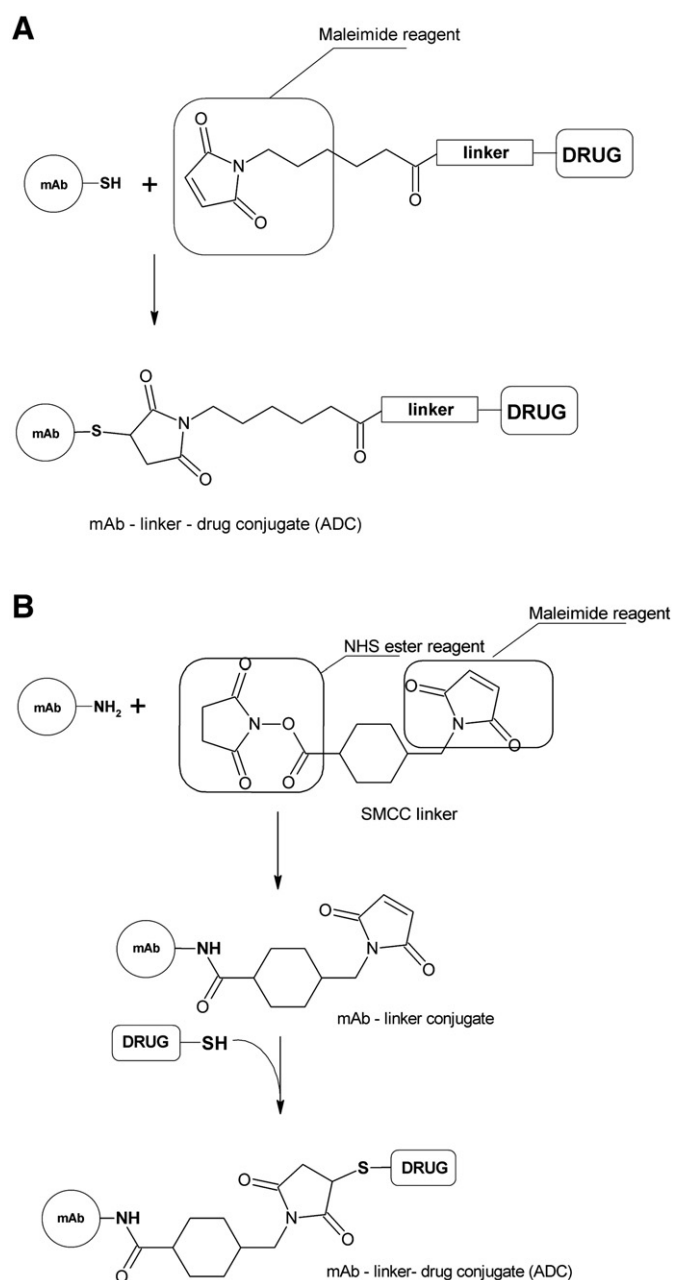 A
Maleimide reagent
mAb SH + O N O O linker DRUG
mAb S O N O O linker DRUG
mAb - linker - drug conjugate (ADC)
B
Maleimide reagent
NHS ester reagent
mAb NH2 + O N O O O O N O
SMCC linker
mAb NH O O N O
mAb - linker conjugate
DRUG SH
mAb NH O O N O S DRUG
mAb - linker- drug conjugate (ADC)